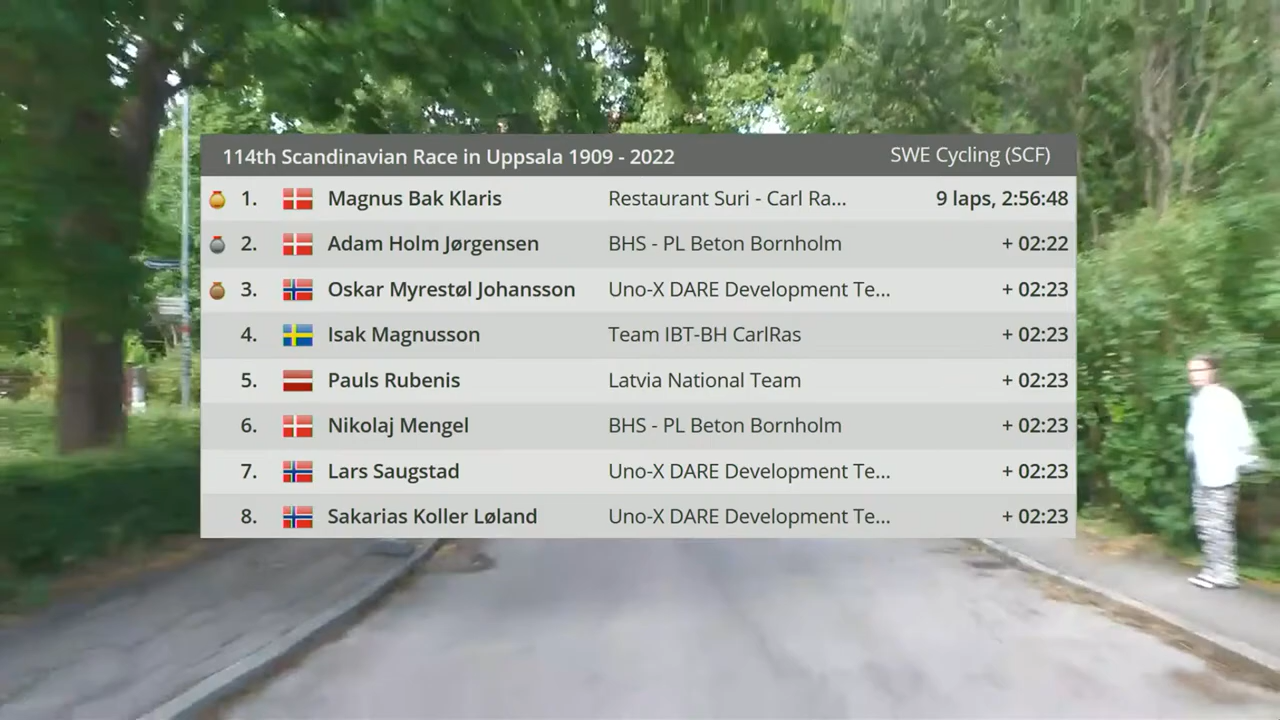 114th Scandinavian Race in Uppsala 1909 - 2022 SWE Cycling (SCF)
1. Magnus Bak Klaris Restaurant Suri - Carl Ra... 9 laps, 2:56:48
2. Adam Holm Jørgensen BHS - PL Beton Bornholm + 02:22
3. Oskar Myrestøl Johansson Uno-X DARE Development Te... + 02:23
4. Isak Magnusson Team IBT-BH CarlRas + 02:23
5. Pauls Rubenis Latvia National Team + 02:23
6. Nikolaj Mengel BHS - PL Beton Bornholm + 02:23
7. Lars Saugstad Uno-X DARE Development Te... + 02:23
8. Sakarias Koller Løland Uno-X DARE Development Te... + 02:23